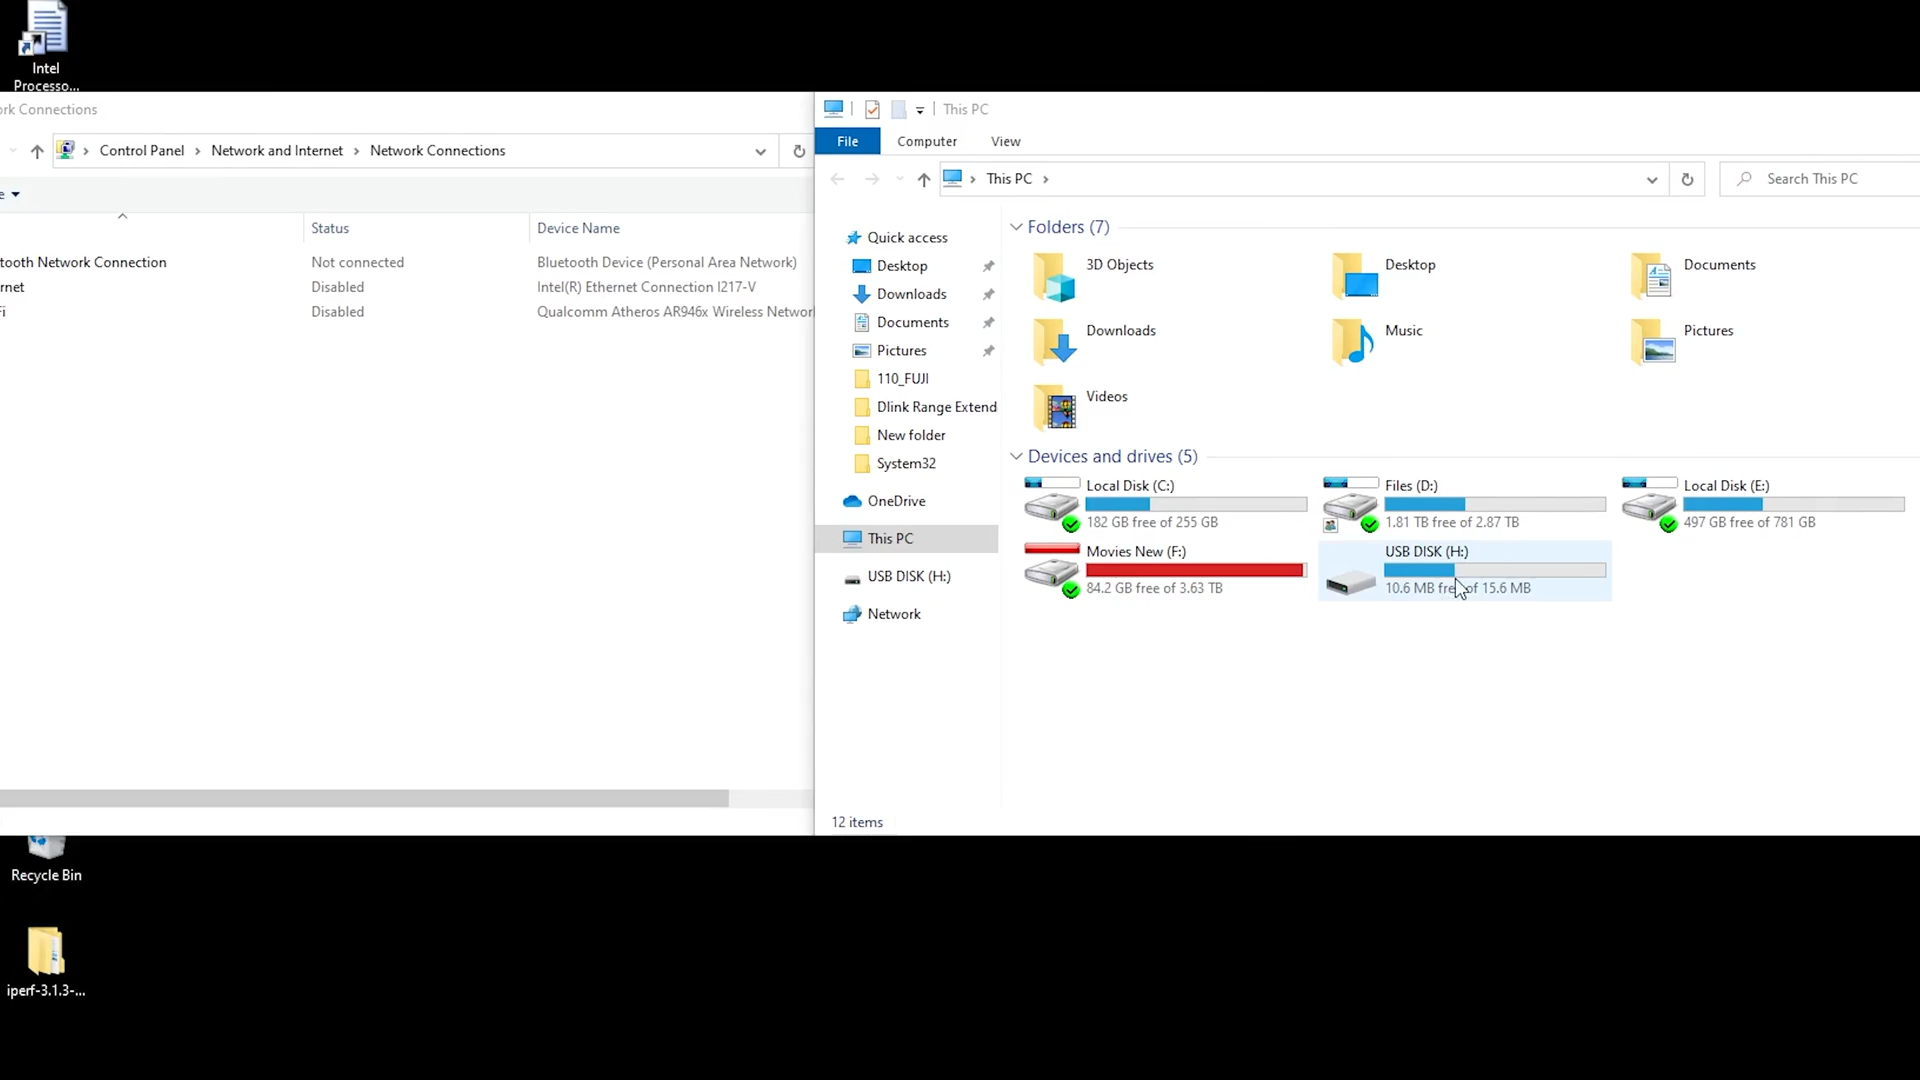 Intel
Processo...
rk Connections
Control Panel > Network and Internet > Network Connections
e
Status
Device Name
tooth Network Connection
Not connected
Bluetooth Device (Personal Area Network)
rnet
Disabled
Intel(R) Ethernet Connection I217-V
Fi
Disabled
Qualcomm Atheros AR946x Wireless Networ
This PC
File
Computer
View
This PC >
Search This PC
Quick access
Desktop
Downloads
Documents
Pictures
110_FUJI
Dlink Range Extend
New folder
System32
OneDrive
This PC
USB DISK (H:)
Network
Folders (7)
3D Objects
Desktop
Documents
Downloads
Music
Pictures
Videos
Devices and drives (5)
Local Disk (C:)
182 GB free of 255 GB
Files (D:)
1.81 TB free of 2.87 TB
Local Disk (E:)
497 GB free of 781 GB
Movies New (F:)
84.2 GB free of 3.63 TB
USB DISK (H:)
10.6 MB free of 15.6 MB
12 items
Recycle Bin
iperf-3.1.3-...